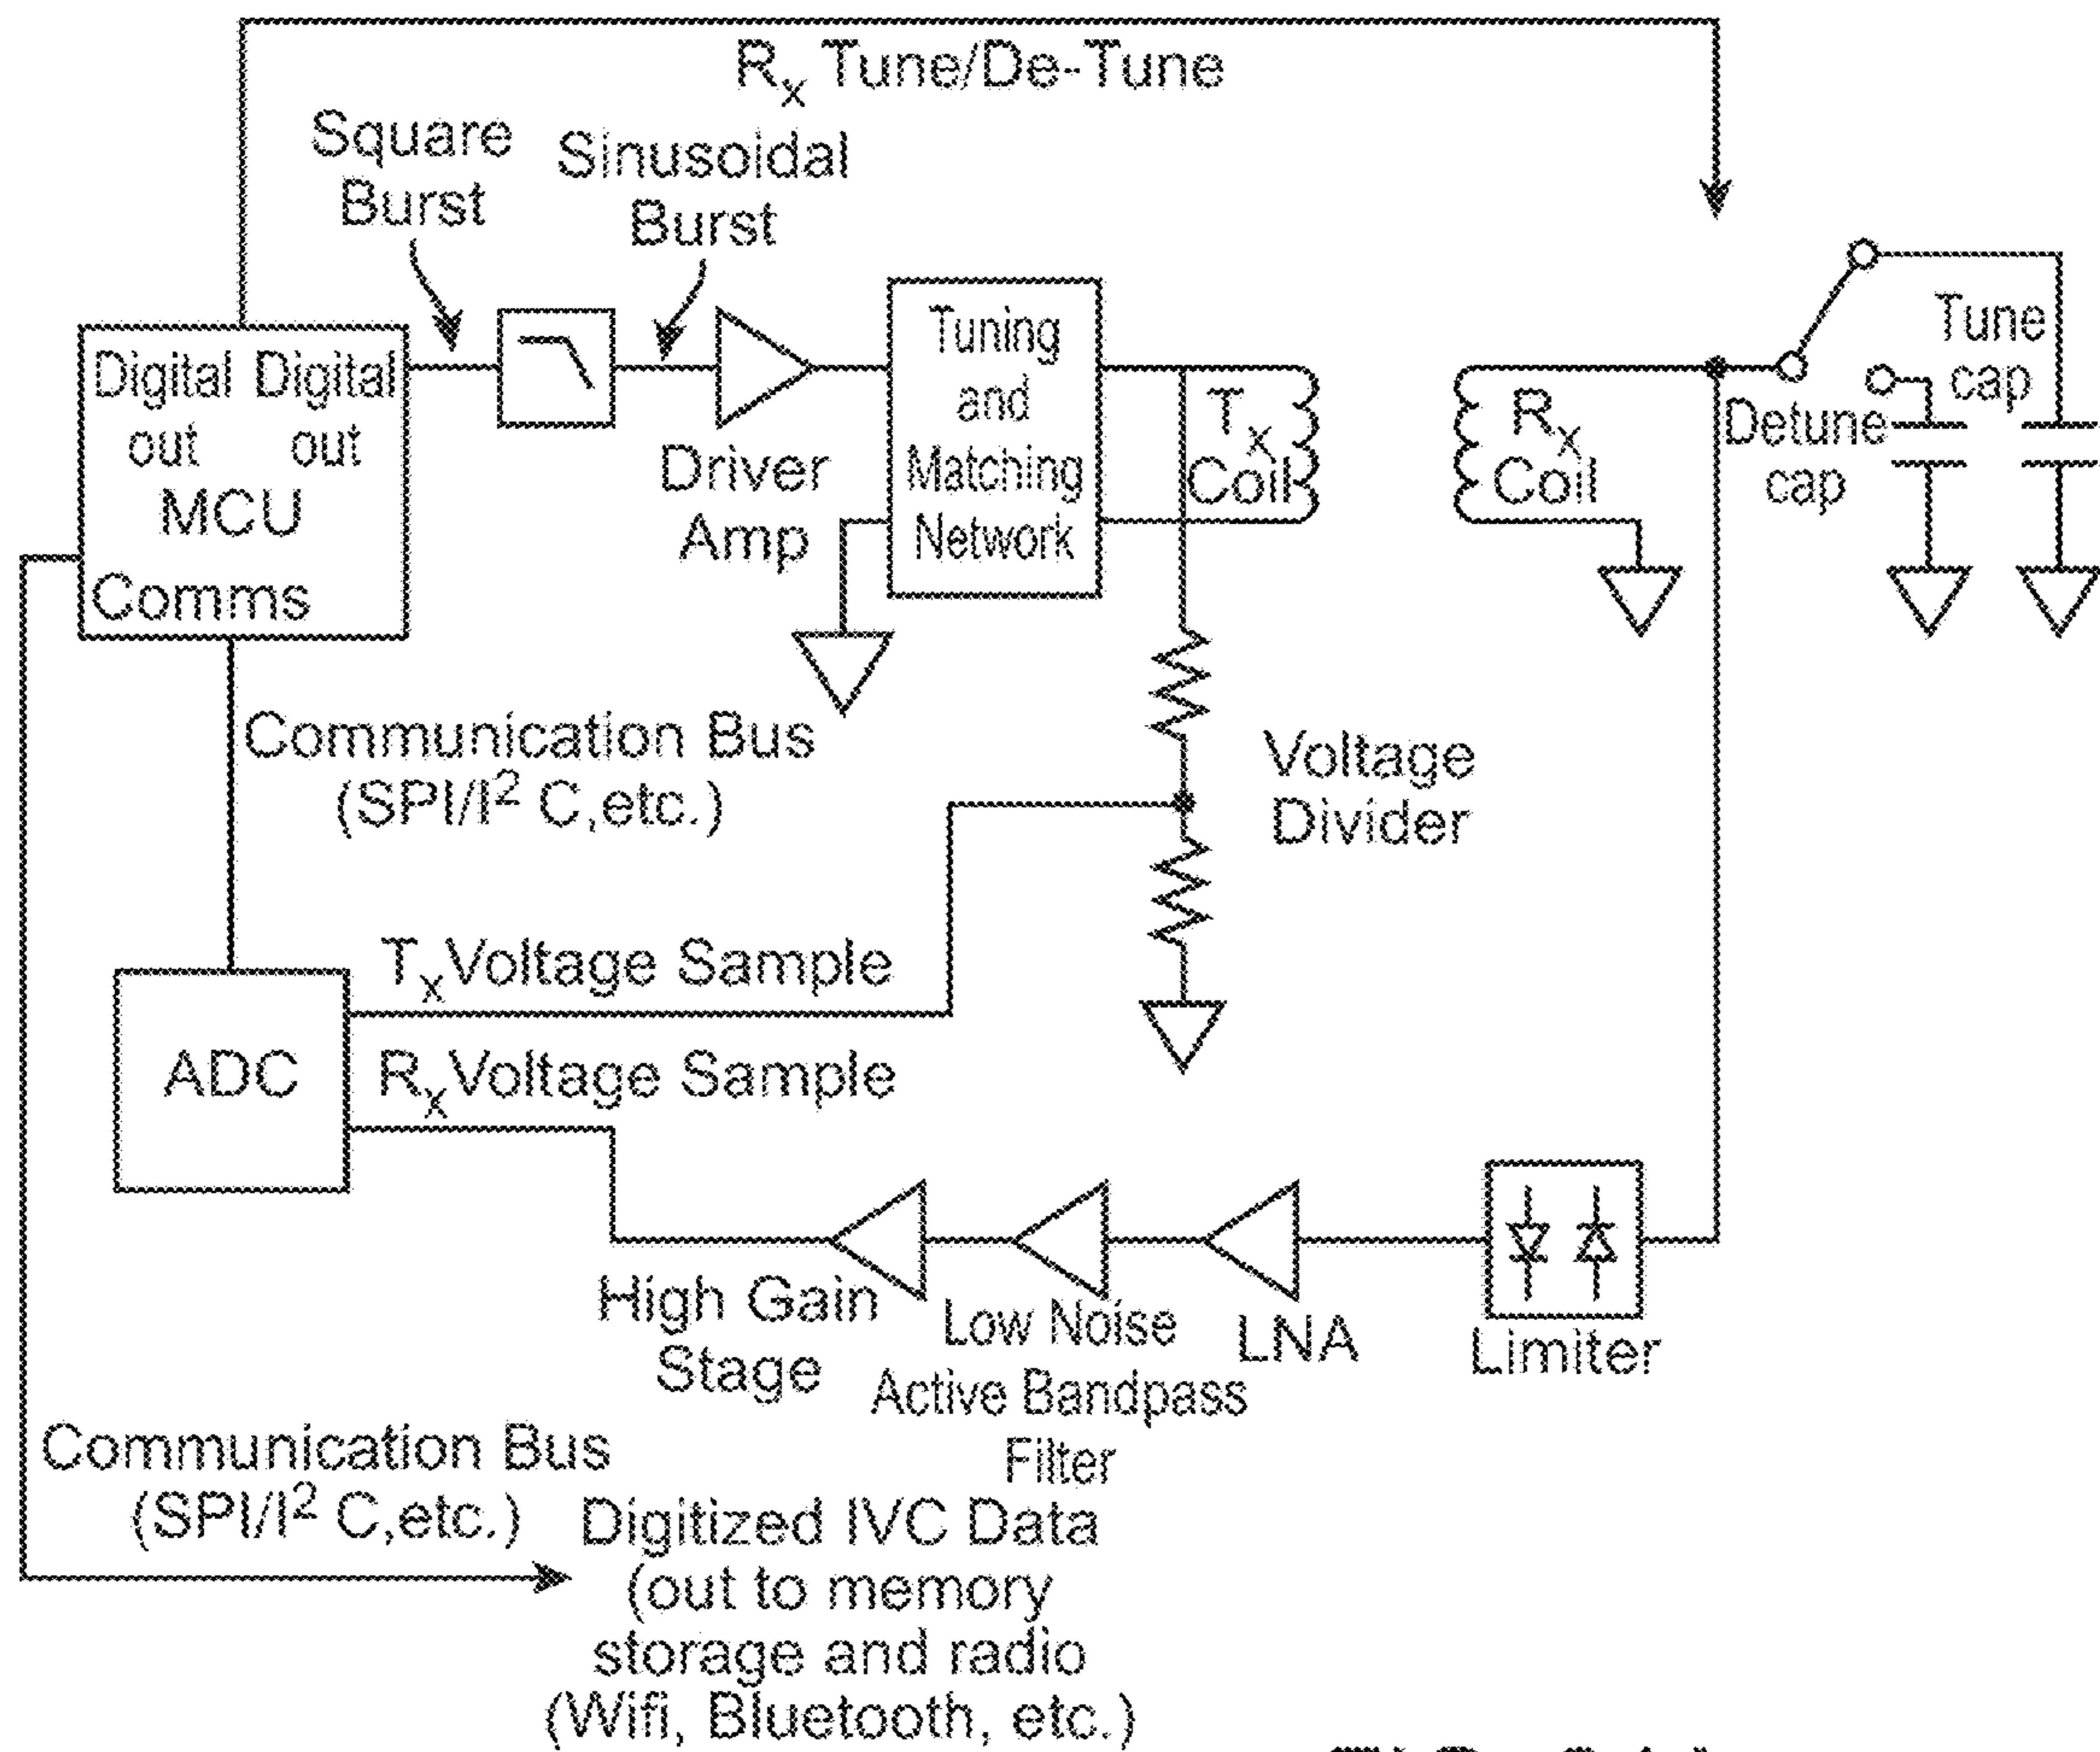 Rx Tune/De-Tune
Square
Burst
Sinusoidal
Burst
Digital
out
Digital
out
MCU
Comms
Driver
Amp
Tuning
and
Matching
Network
Tx
Coil
Rx
Coil
Tune
cap
Detune
cap
Communication Bus
(SPI/I² C,etc.)
Voltage
Divider
Tx Voltage Sample
ADC
Rx Voltage Sample
High Gain
Stage
Low Noise
Active Bandpass
Filter
LNA
Limiter
Communication Bus
(SPI/I² C,etc.)
Digitized IVC Data
(out to memory
storage and radio
(Wifi, Bluetooth, etc.)